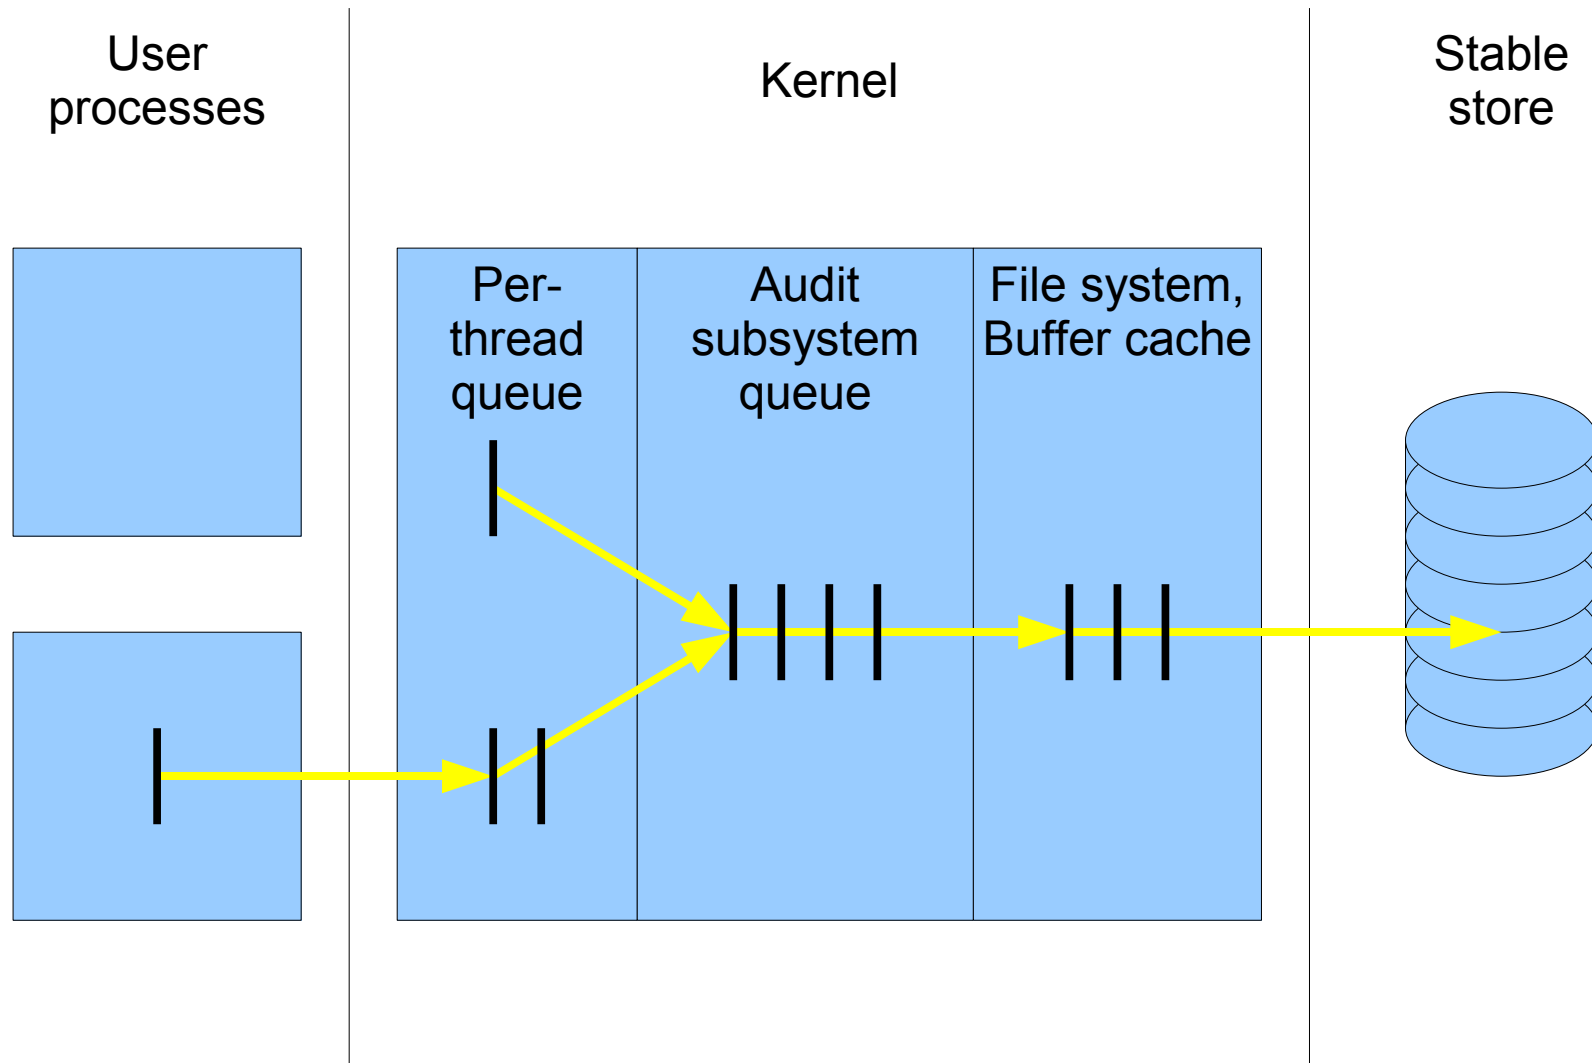 User
processes
Kernel
Stable
store
Per-
thread
queue
Audit
subsystem
queue
File system,
Buffer cache